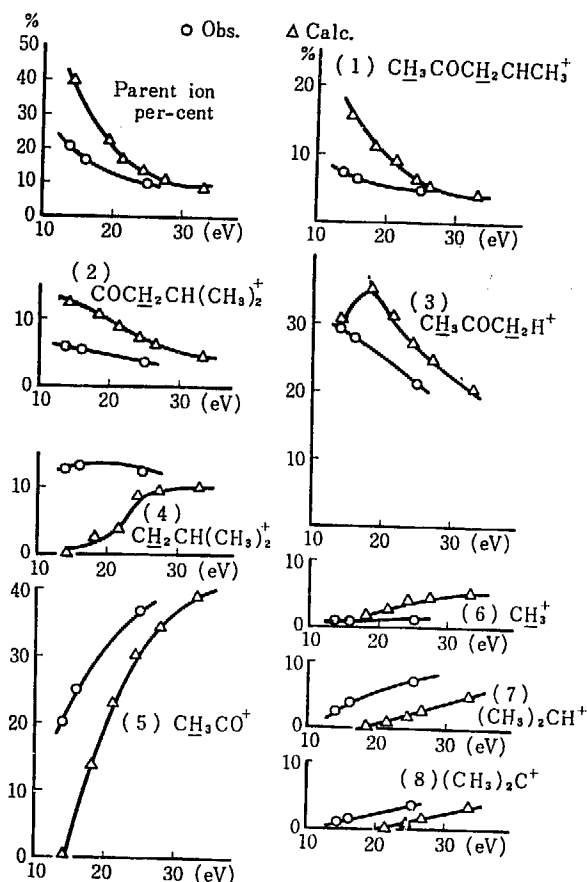 %
○ Obs.
△ Calc.
50
40
30
20
10
0
Parent ion
per-cent
10 20 30 (eV)
%
(1) CH₃COCH₂CHCH₃⁺
20
10
10 20 30 (eV)
(2)
COCH₂CH(CH₃)₂⁺
10
0
10 20 30 (eV)
(3)
CH₃COCH₂H⁺
30
20
10
10 20 30 (eV)
10
0
(4)
CH₂CH(CH₃)₂⁺
10 20 30 (eV)
40
30
20
10
0
(5) CH₃CO⁺
10 20 30 (eV)
10
0
(6) CH₃⁺
10 20 30 (eV)
10
0
(7)
(CH₃)₂CH⁺
10 20 30 (eV)
10
0
(8) (CH₃)₂C⁺
10 20 30 (eV)